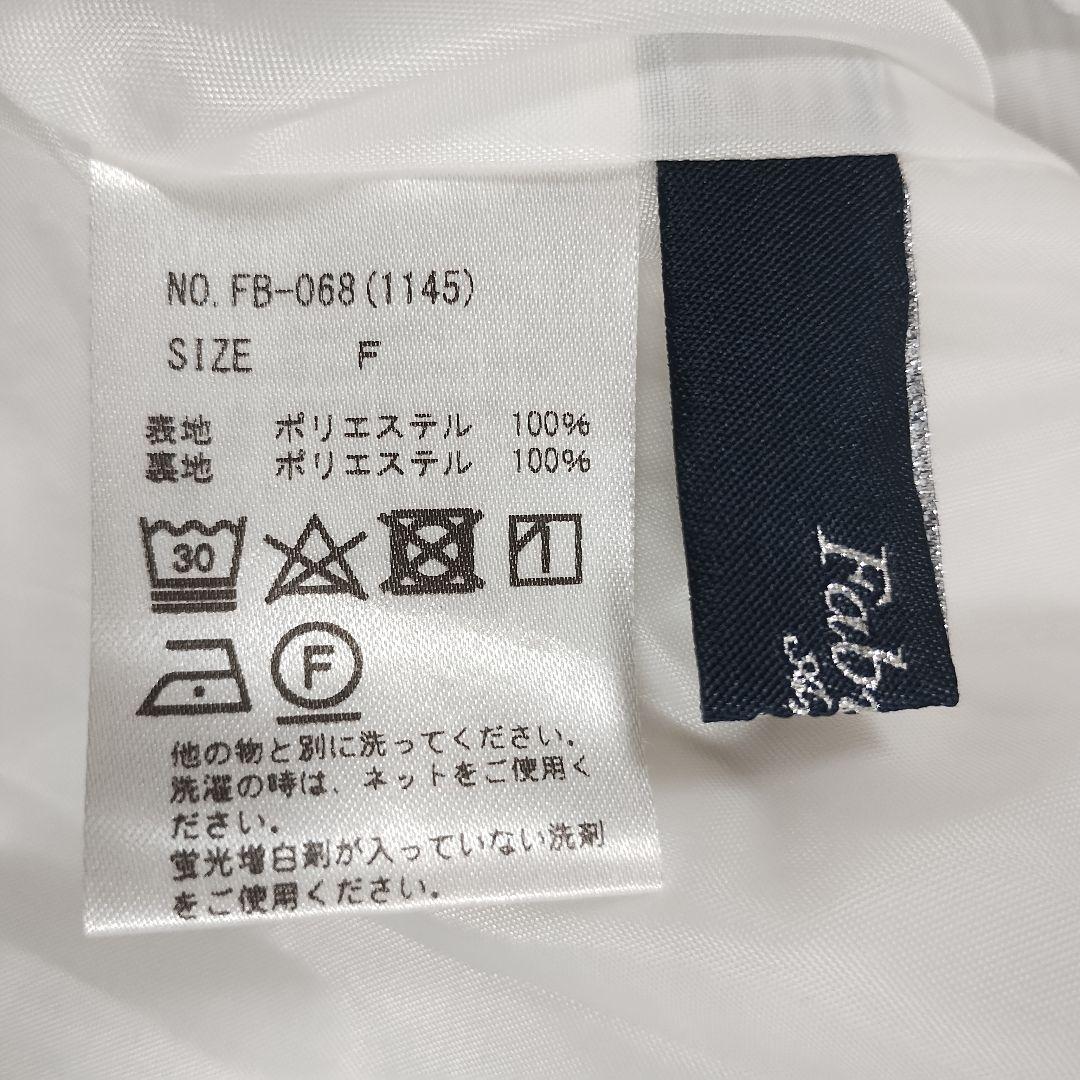 NO. FB-068(1145)
SIZE F
表地 ポリエステル 100%
裏地 ポリエステル 100%
30
F
他の物と別に洗ってください.
洗濯の時は、ネットをご使用く
ださい.
蛍光増白剤が入っていない洗剤
をご使用ください.